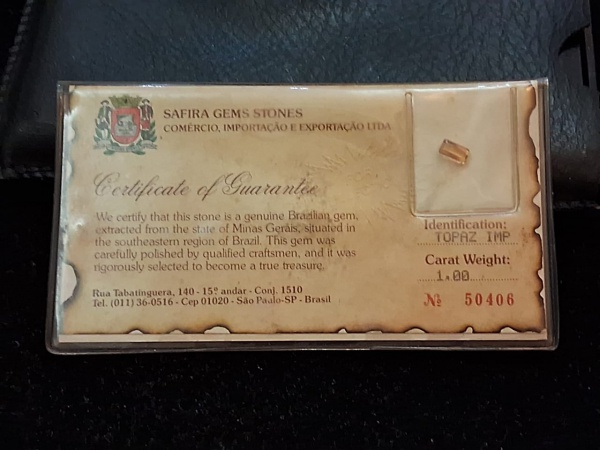 SAFIRA GEMS STONES
COMÉRCIO, IMPORTAÇÃO E EXPORTAÇÃO LTDA
Certificate of Guarantee
We certify that this stone is a genuine Brazilian gem,
extracted from the state of Minas Gerais, situated in
the southeastern region of Brazil. This gem was
carefully polished by qualified craftsmen, and it was
rigorously selected to become a true treasure.
Rua Tabatinguera, 140 - 15º andar - Conj. 1510
Tel. (011) 36-0516 - Cep 01020 - São Paulo-SP - Brasil
Identification:
TOPAZ IMP
Carat Weight:
1.00
Nº 50406